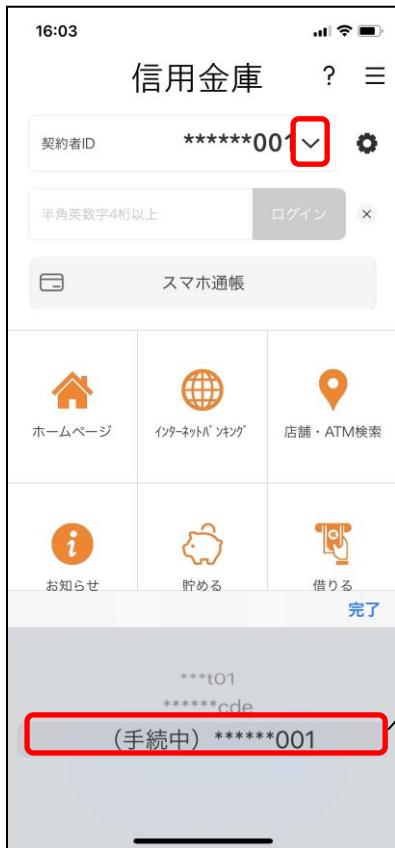 16:03
信用金庫 ?
契約者ID ******001
半角英数字4桁以上 ログイン ×
スマホ通帳
ホームページ ｲﾝﾀｰﾈｯﾄﾊﾞﾝｷﾝｸﾞ 店舗・ATM検索
お知らせ 貯める 借りる
完了
***t01
******cde
（手続中）******001